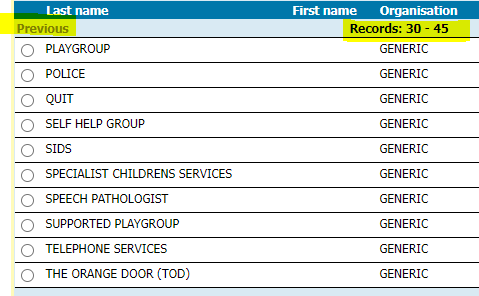 Last name First name Organisation
Previous Records: 30 - 45
PLAYGROUP GENERIC
POLICE GENERIC
QUIT GENERIC
SELF HELP GROUP GENERIC
SIDS GENERIC
SPECIALIST CHILDRENS SERVICES GENERIC
SPEECH PATHOLOGIST GENERIC
SUPPORTED PLAYGROUP GENERIC
TELEPHONE SERVICES GENERIC
THE ORANGE DOOR (TOD) GENERIC